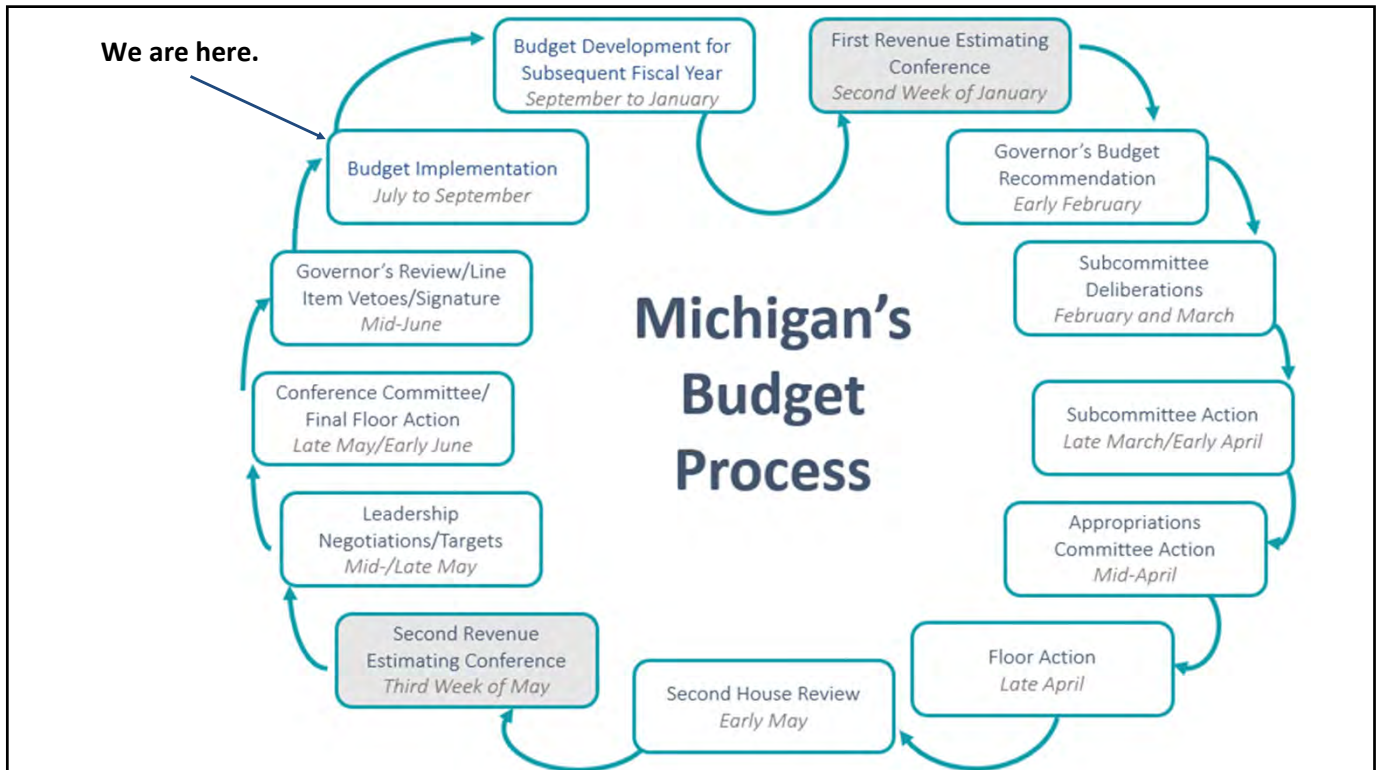 We are here.
Budget Development for
Subsequent Fiscal Year
September to January
First Revenue Estimating
Conference
Second Week of January
Governor’s Budget
Recommendation
Early February
Subcommittee
Deliberations
February and March
Subcommittee Action
Late March/Early April
Appropriations
Committee Action
Mid-April
Floor Action
Late April
Second House Review
Early May
Second Revenue
Estimating Conference
Third Week of May
Leadership
Negotiations/Targets
Mid-/Late May
Conference Committee/
Final Floor Action
Late May/Early June
Governor’s Review/Line
Item Vetoes/Signature
Mid-June
Budget Implementation
July to September
Michigan’s
Budget
Process